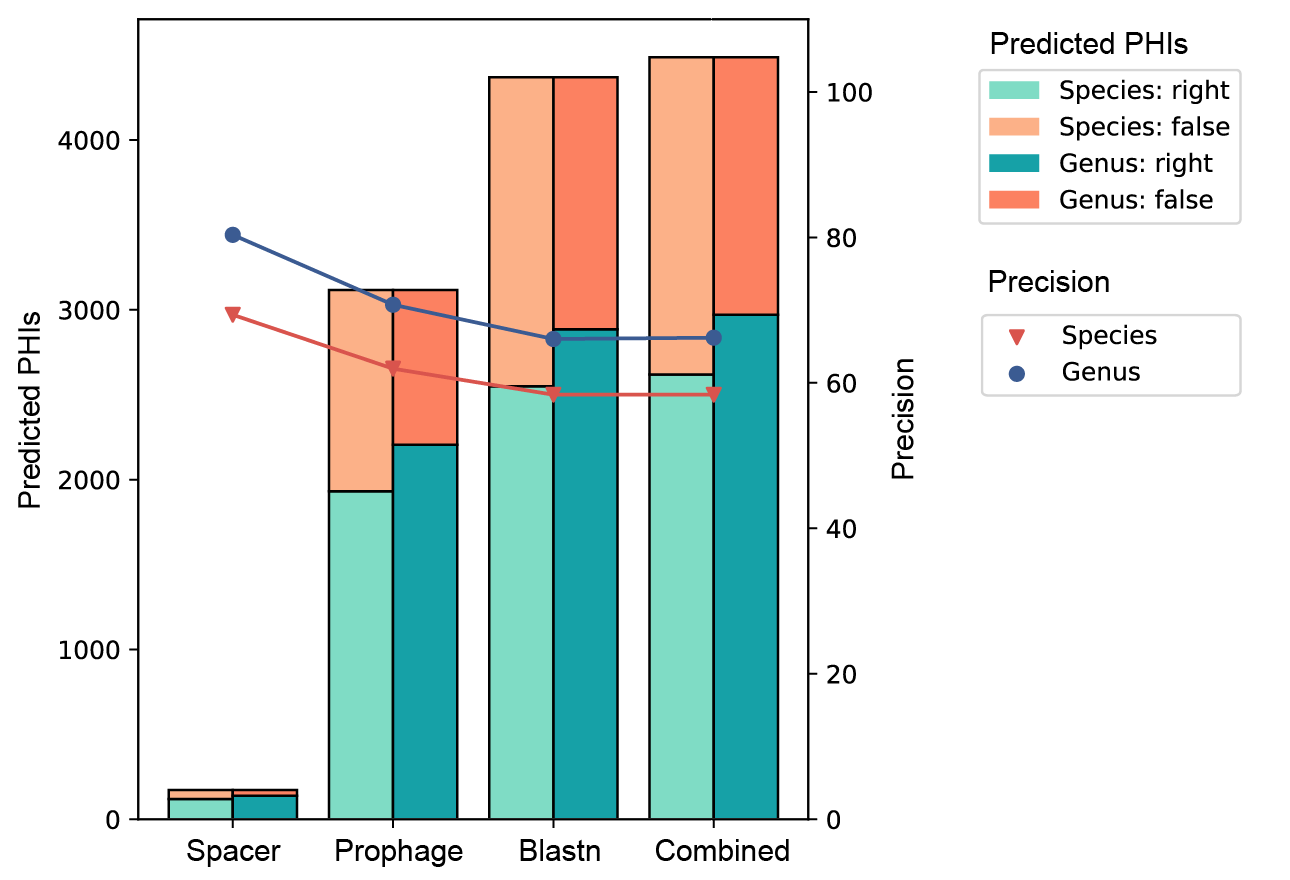 Predicted PHIs
4000
3000
2000
1000
0
Spacer
Prophage
Blastn
Combined
100
80
60
40
20
0
Precision
Predicted PHIs
Species: right
Species: false
Genus: right
Genus: false
Precision
Species
Genus